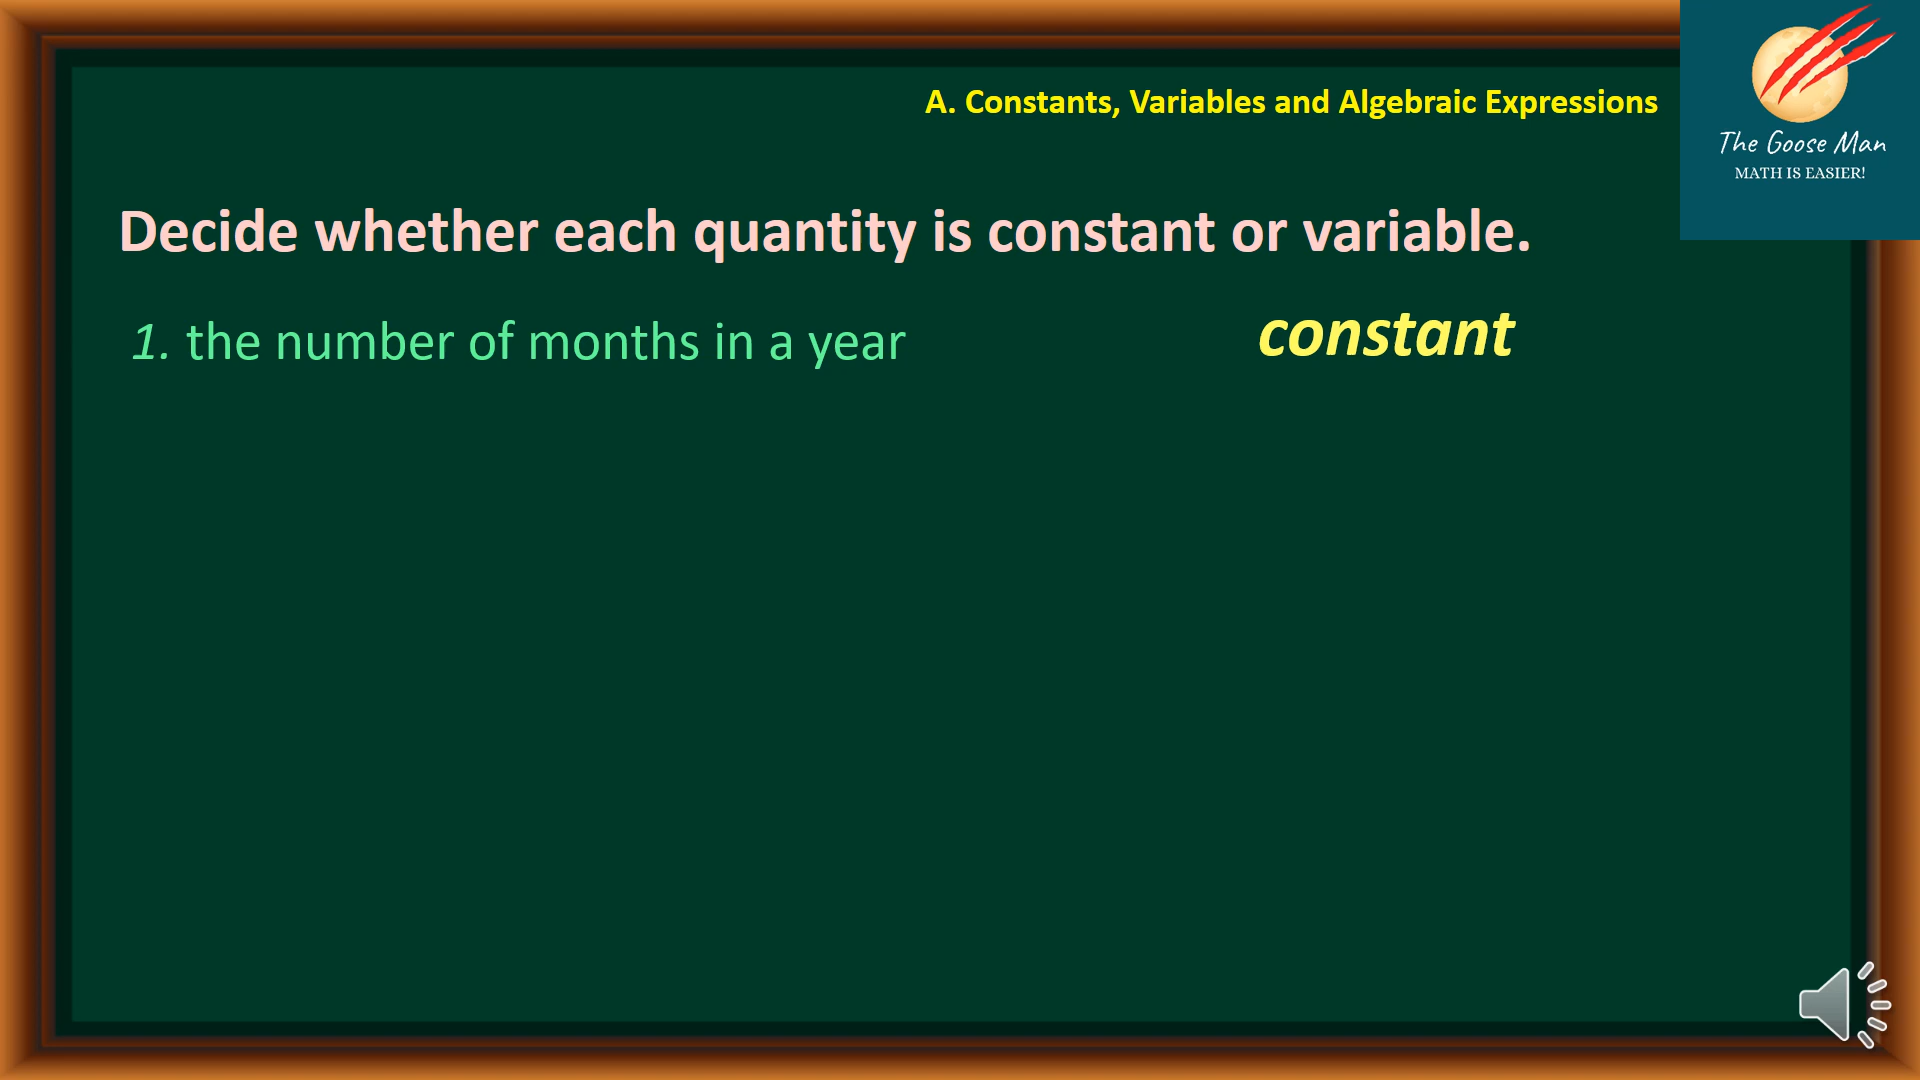 A. Constants, Variables and Algebraic Expressions
The Goose Man
MATH IS EASIER!
Decide whether each quantity is constant or variable.
1. the number of months in a year constant